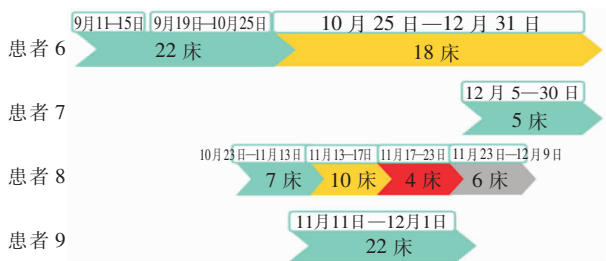 9月11—15日 9月19日—10月25日 10 月 25 日—12 月 31 日
患者 6 22 床 18 床
12 月 5—30 日
患者 7 5 床
10月23日—11月13日 11月13—17日 11月17—23日 11月23日—12月9日
患者 8 7 床 10 床 4 床 6 床
11月11日—12月1日
患者 9 22 床